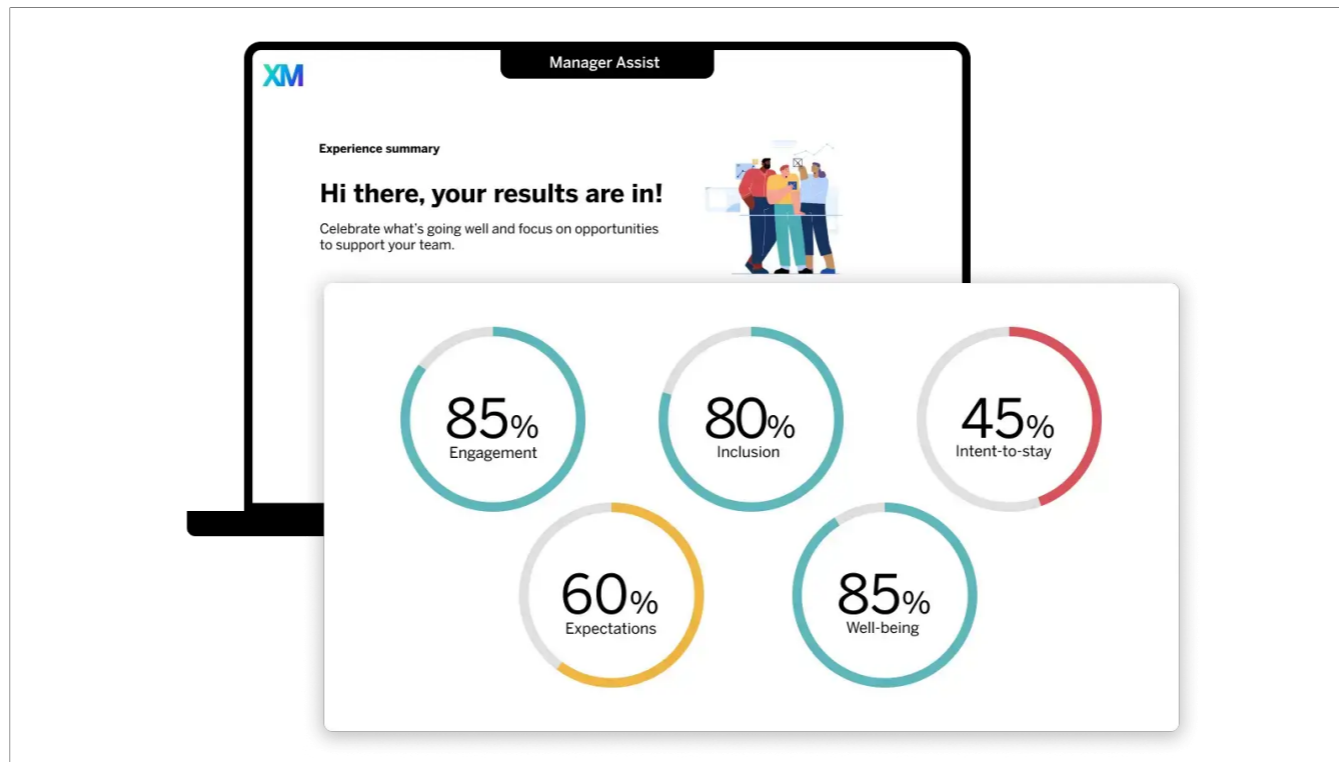 Manager Assist
XM
Experience summary
Hi there, your results are in!
Celebrate what's going well and focus on opportunities
to support your team.
85%
Engagement
80%
Inclusion
45%
Intent-to-stay
60%
Expectations
85%
Well-being